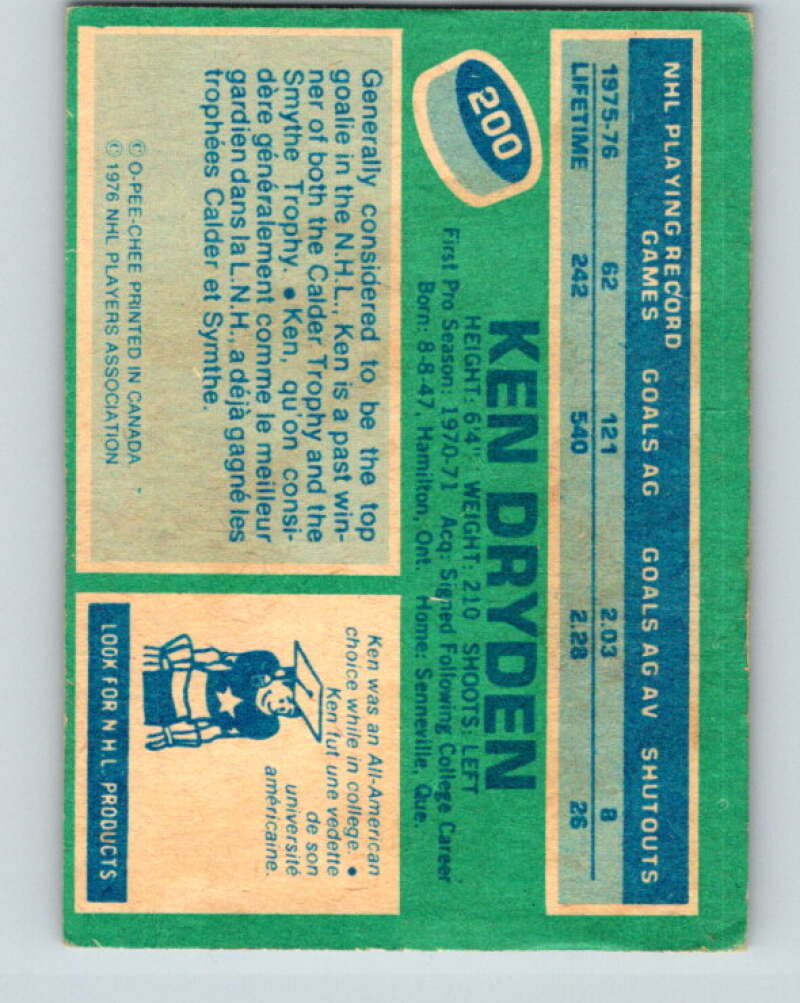 NHL PLAYING RECORD
GAMES GOALS AG GOALS AG AV SHUTOUTS
1975-76 62 121 2.03 8
LIFETIME 242 540 2.28 26
200
KEN DRYDEN
HEIGHT: 6'4" WEIGHT: 210 SHOOTS: LEFT
First Pro Season: 1970-71 Acq: Signed Following College Career
Born: 8-8-47, Hamilton, Ont. Home: Senneville, Que.
Generally considered to be the top
goalie in the N.H.L., Ken is a past win-
ner of both the Calder Trophy and the
Smythe Trophy. • Ken, qu'on consi-
dère généralement comme le meilleur
gardien dans la L.N.H., a déjà gagné les
trophées Calder et Symthe.
© O-PEE-CHEE PRINTED IN CANADA
© 1976 NHL PLAYERS ASSOCIATION
Ken was an All-American
choice while in college. •
Ken fut une vedette
de son
université
américaine.
LOOK FOR N.H.L. PRODUCTS